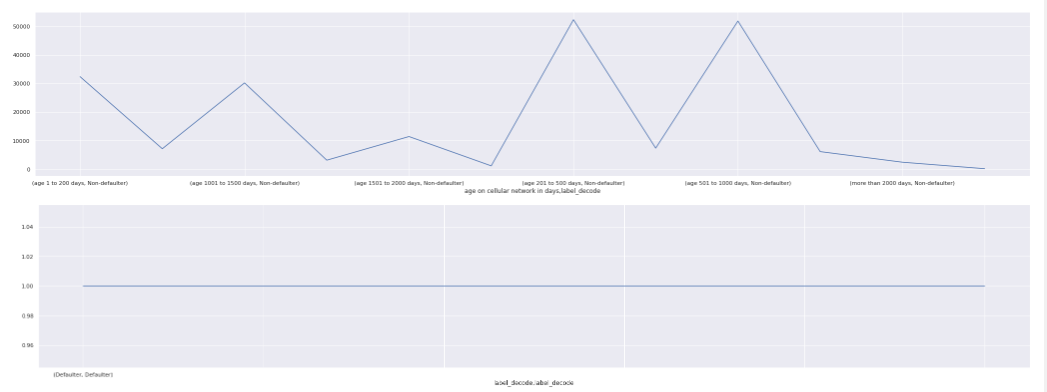 50000
40000
30000
20000
10000
0
(age 1 to 200 days, Non-defaulter) (age 1001 to 1500 days, Non-defaulter) (age 1501 to 2000 days, Non-defaulter) (age 201 to 500 days, Non-defaulter) (age 501 to 1000 days, Non-defaulter) (more than 2000 days, Non-defaulter)
age on cellular network in days,label_decode
1.04
1.02
1.00
0.98
0.96
(Defaulter, Defaulter)
label_decode,label_decode